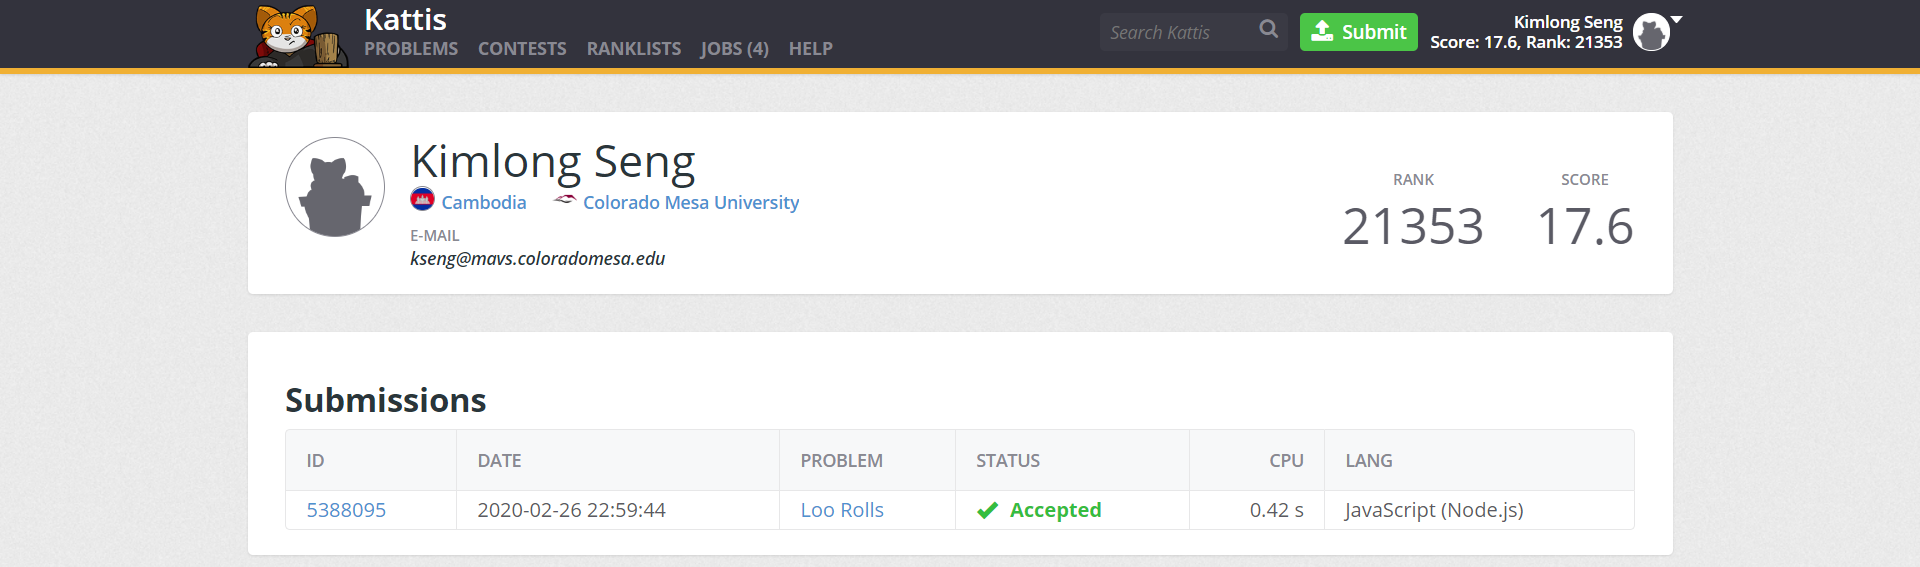 Kattis
PROBLEMS CONTESTS RANKLISTS JOBS (4) HELP
Search Kattis
Submit
Kimlong Seng
Score: 17.6, Rank: 21353
Kimlong Seng
Cambodia Colorado Mesa University
E-MAIL
kseng@mavs.coloradomesa.edu
RANK SCORE
21353 17.6
Submissions
ID DATE PROBLEM STATUS CPU LANG
5388095 2020-02-26 22:59:44 Loo Rolls Accepted 0.42 s JavaScript (Node.js)